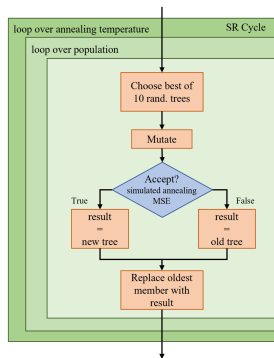 loop over annealing temperature
SR Cycle
loop over population
Choose best of
10 rand. trees
Mutate
Accept?
simulated annealing
MSE
True
False
result
=
new tree
result
=
old tree
Replace oldest
member with
result